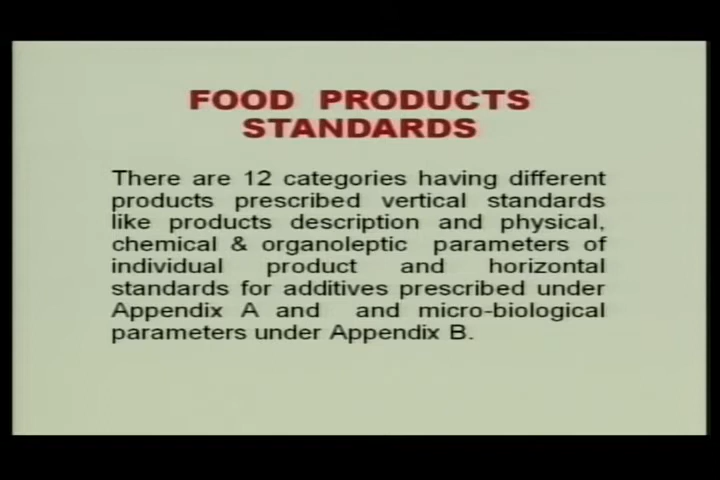 FOOD PRODUCTS
STANDARDS
There are 12 categories having different
products prescribed vertical standards
like products description and physical,
chemical & organoleptic parameters of
individual product and horizontal
standards for additives prescribed under
Appendix A and and micro-biological
parameters under Appendix B.